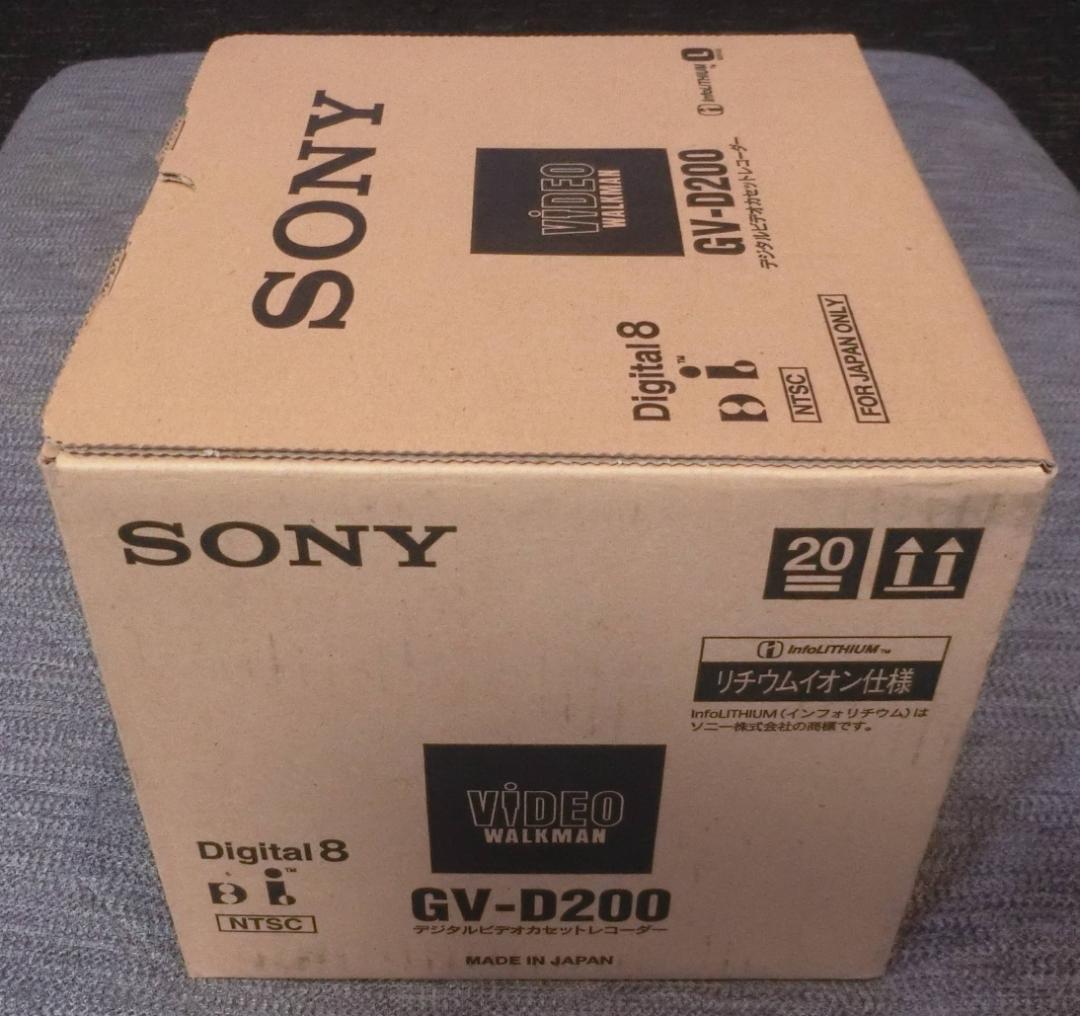 SONY
VIDEO
WALKMAN
GV-D200
デジタルビデオカセットレコーダー
InfoLITHIUM™ L
Digital 8
™
NTSC
FOR JAPAN ONLY
SONY
20
InfoLITHIUM™
リチウムイオン仕様
InfoLITHIUM(インフォリチウム)は
ソニー株式会社の商標です。
VIDEO
WALKMAN
Digital 8
™
NTSC
GV-D200
デジタルビデオカセットレコーダー
MADE IN JAPAN